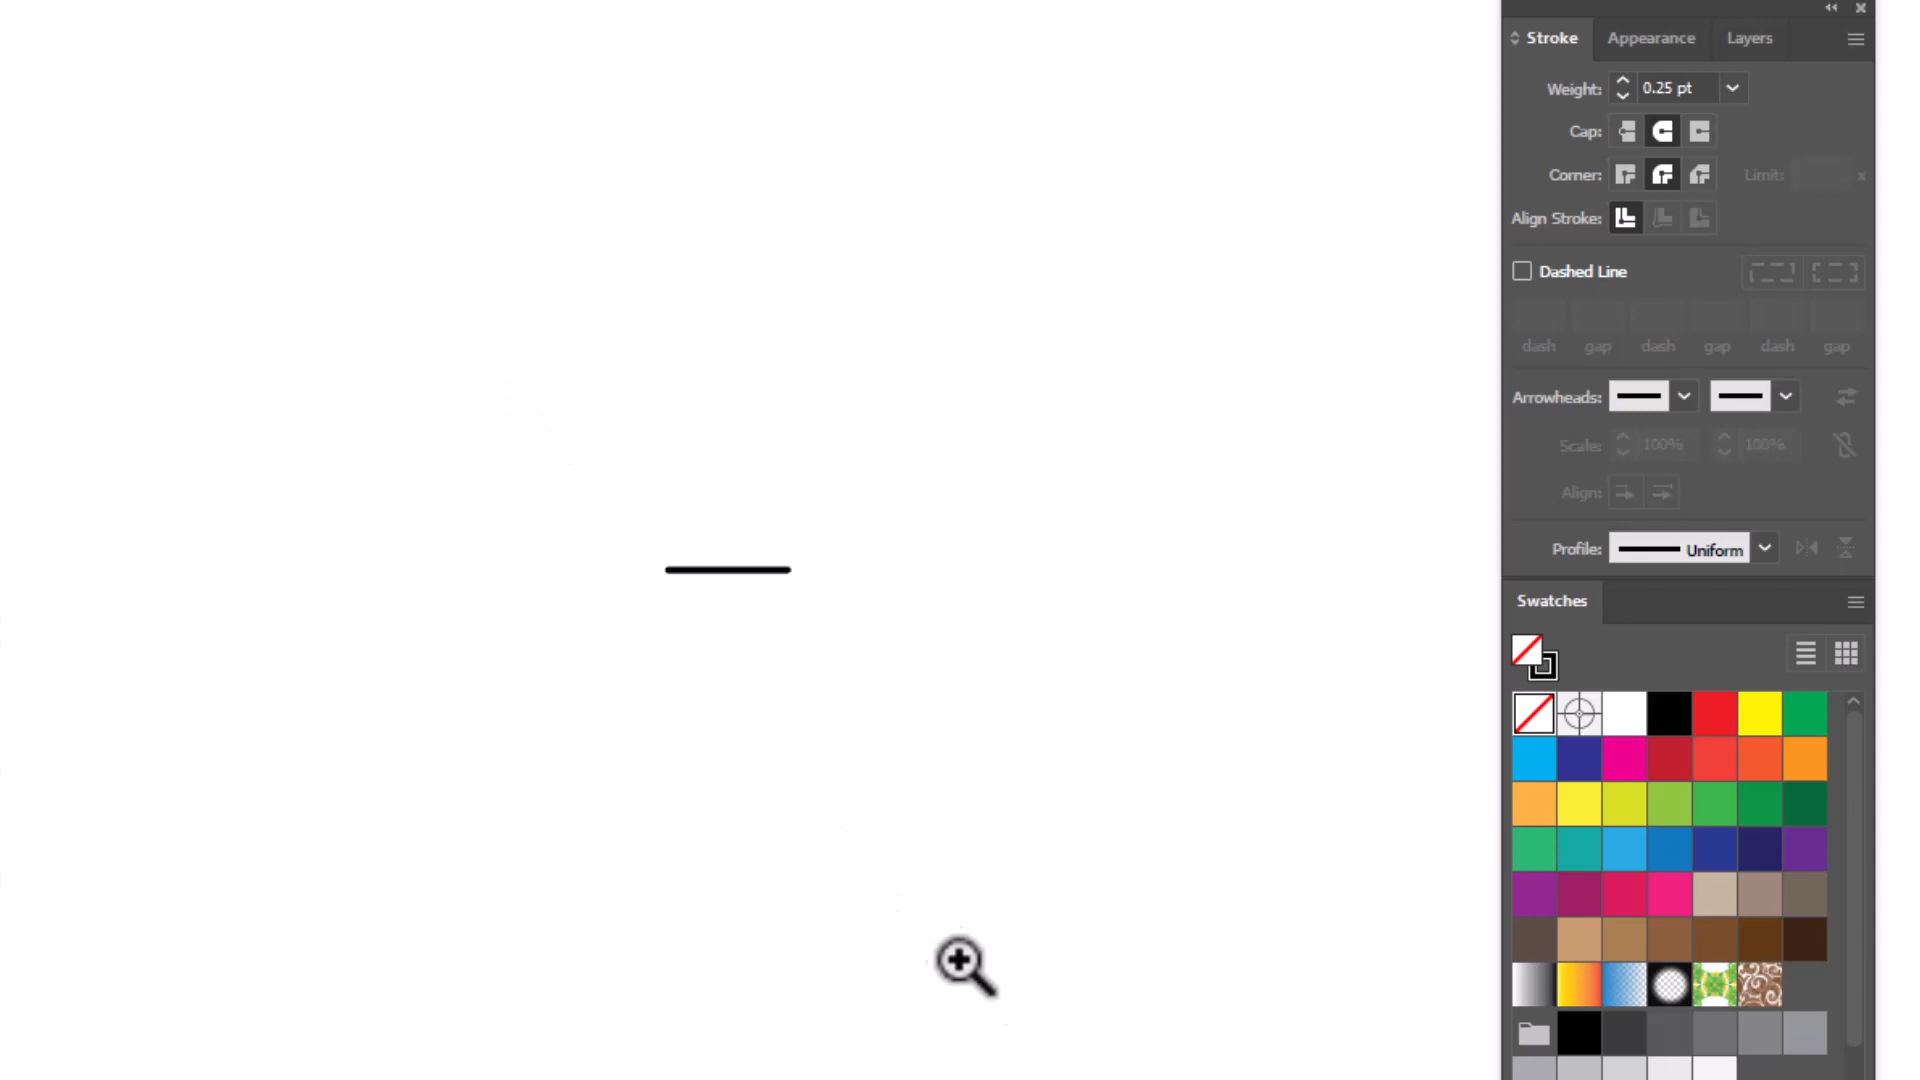 Stroke Appearance Layers
Weight: 0.25 pt
Cap:
Corner: Limit: x
Align Stroke:
Dashed Line
dash gap dash gap dash gap
Arrowheads:
Scale: 100% 100%
Align:
Profile: Uniform
Swatches